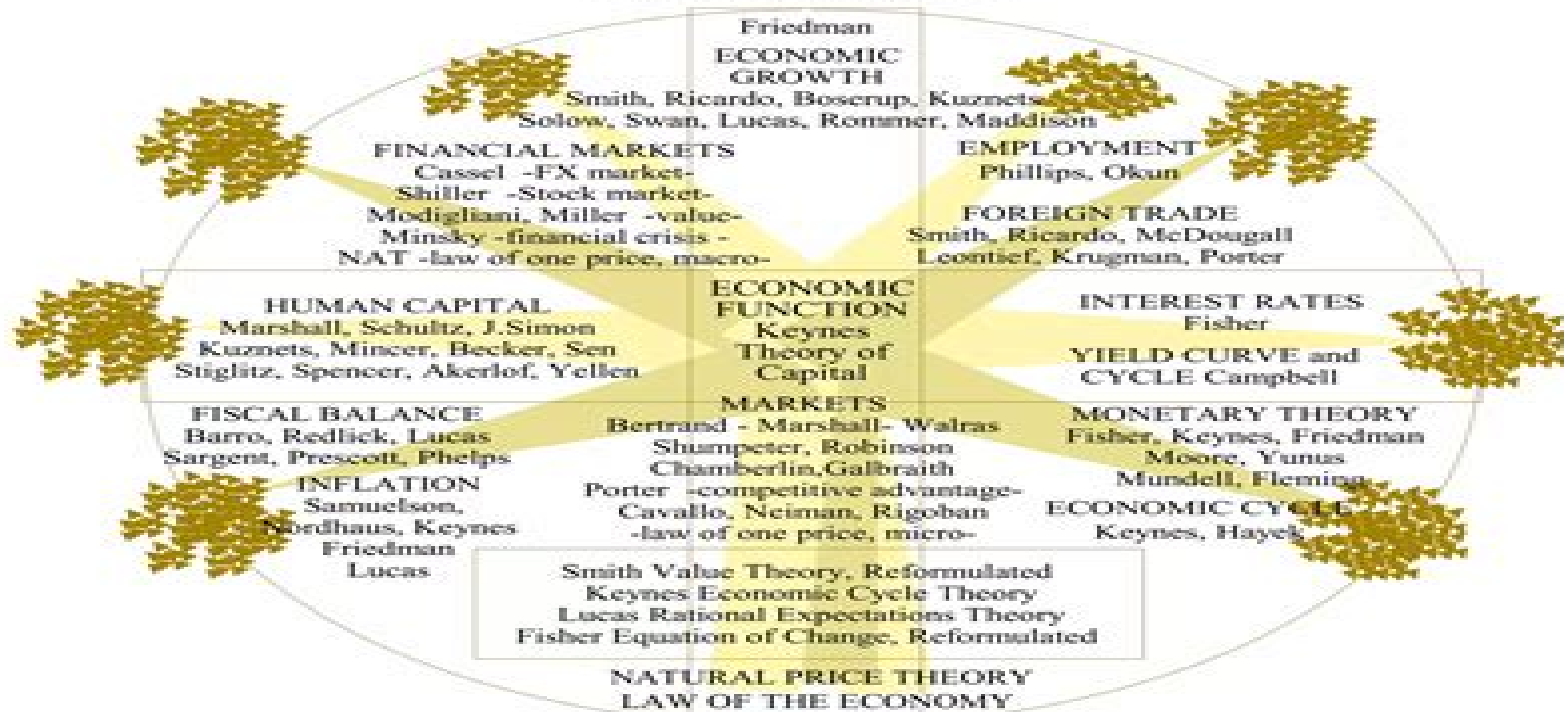 Friedman
ECONOMIC
GROWTH
Smith, Ricardo, Boserup, Kuznets
Solow, Swan, Lucas, Rommer, Maddison
FINANCIAL MARKETS
Cassel -FX market-
Shiller -Stock market-
Modigliani, Miller -value-
Minsky -financial crisis -
NAT -law of one price, macro-
EMPLOYMENT
Phillips, Okun
FOREIGN TRADE
Smith, Ricardo, McDougall
Leontief, Krugman, Porter
HUMAN CAPITAL
Marshall, Schultz, J.Simon
Kuznets, Mincer, Becker, Sen
Stiglitz, Spencer, Akerlof, Yellen
ECONOMIC
FUNCTION
Keynes
Theory of
Capital
INTEREST RATES
Fisher
YIELD CURVE and
CYCLE Campbell
FISCAL BALANCE
Barro, Redlick, Lucas
Sargent, Prescott, Phelps
INFLATION
Samuelson,
Nordhaus, Keynes
Friedman
Lucas
MARKETS
Bertrand - Marshall- Walras
Shumpeter, Robinson
Chamberlin,Galbraith
Porter -competitive advantage-
Cavallo, Neiman, Rigoban
-law of one price, micro-
MONETARY THEORY
Fisher, Keynes, Friedman
Moore, Yunus
Mundell, Fleming
ECONOMIC CYCLE
Keynes, Hayek
Smith Value Theory, Reformulated
Keynes Economic Cycle Theory
Lucas Rational Expectations Theory
Fisher Equation of Change, Reformulated
NATURAL PRICE THEORY
LAW OF THE ECONOMY